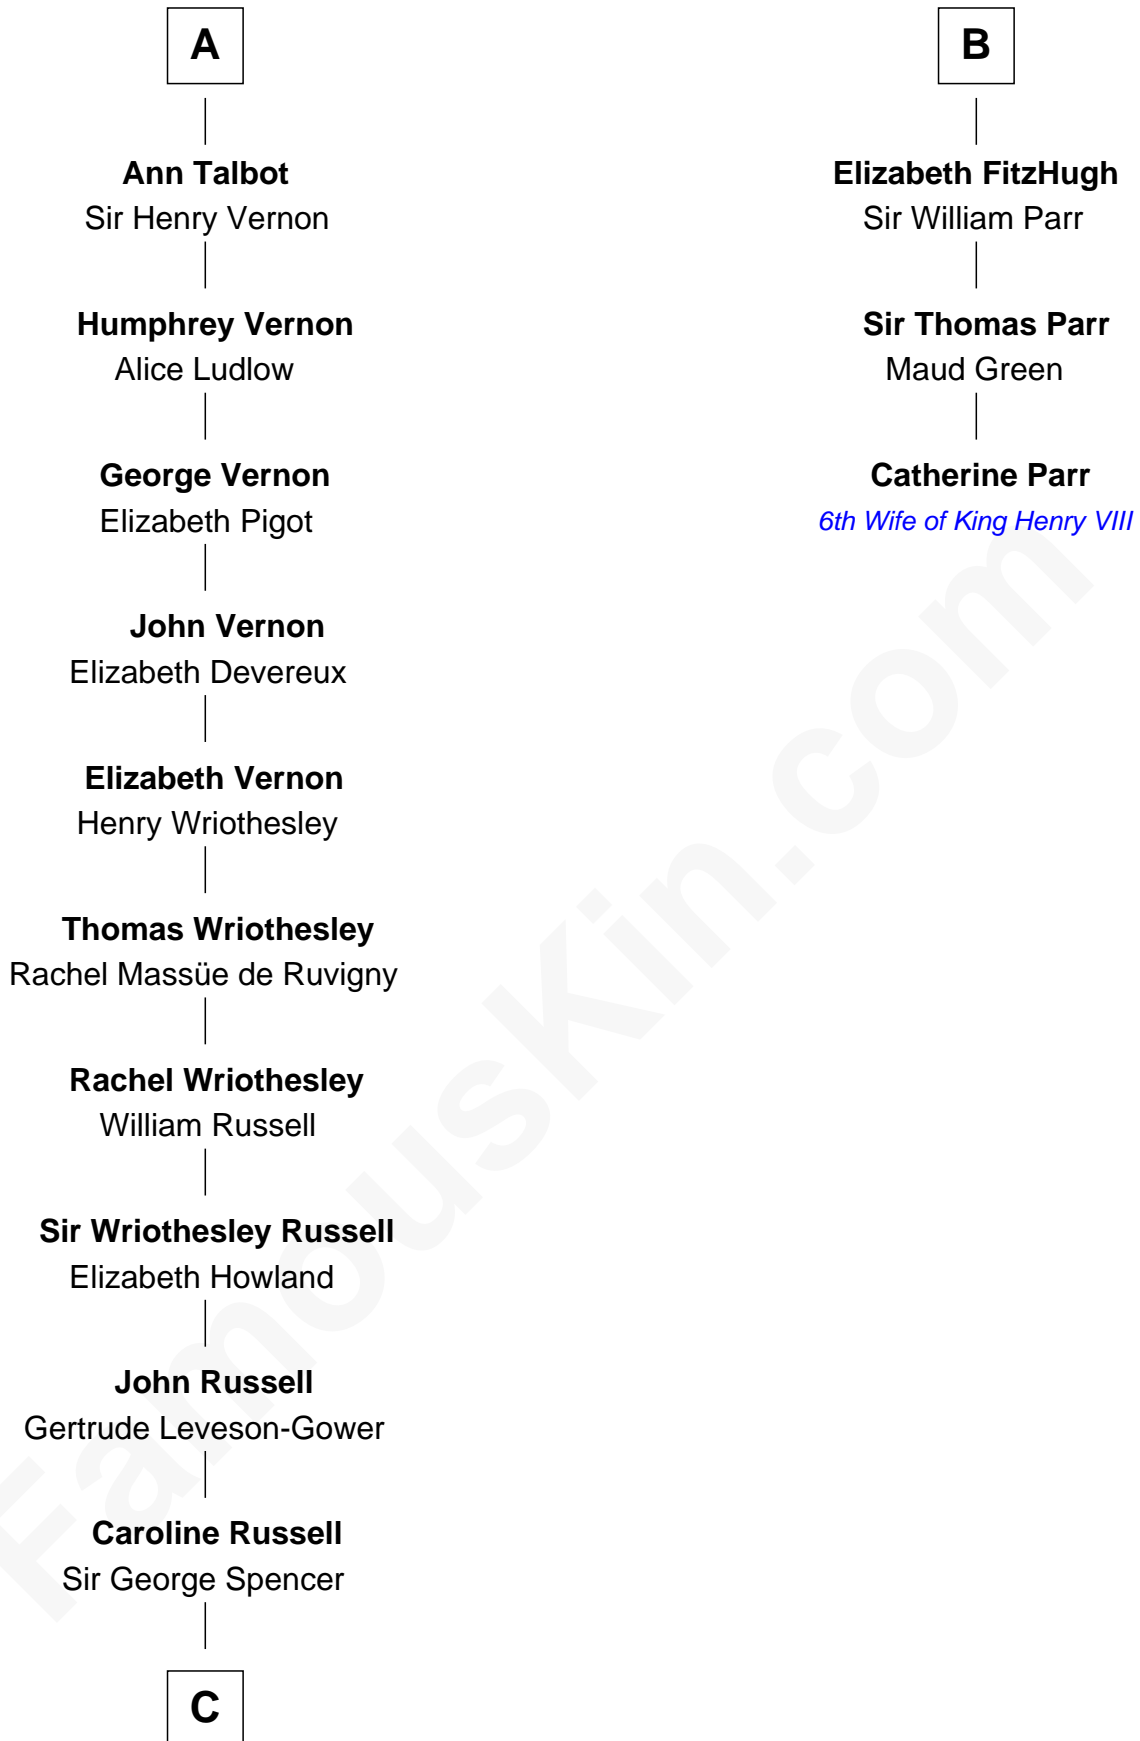 A
Ann Talbot
Sir Henry Vernon
Humphrey Vernon
Alice Ludlow
George Vernon
Elizabeth Pigot
John Vernon
Elizabeth Devereux
Elizabeth Vernon
Henry Wriothesley
Thomas Wriothesley
Rachel Massüe de Ruvigny
Rachel Wriothesley
William Russell
Sir Wriothesley Russell
Elizabeth Howland
John Russell
Gertrude Leveson-Gower
Caroline Russell
Sir George Spencer
C
B
Elizabeth FitzHugh
Sir William Parr
Sir Thomas Parr
Maud Green
Catherine Parr
6th Wife of King Henry VIII
FamousKin.com